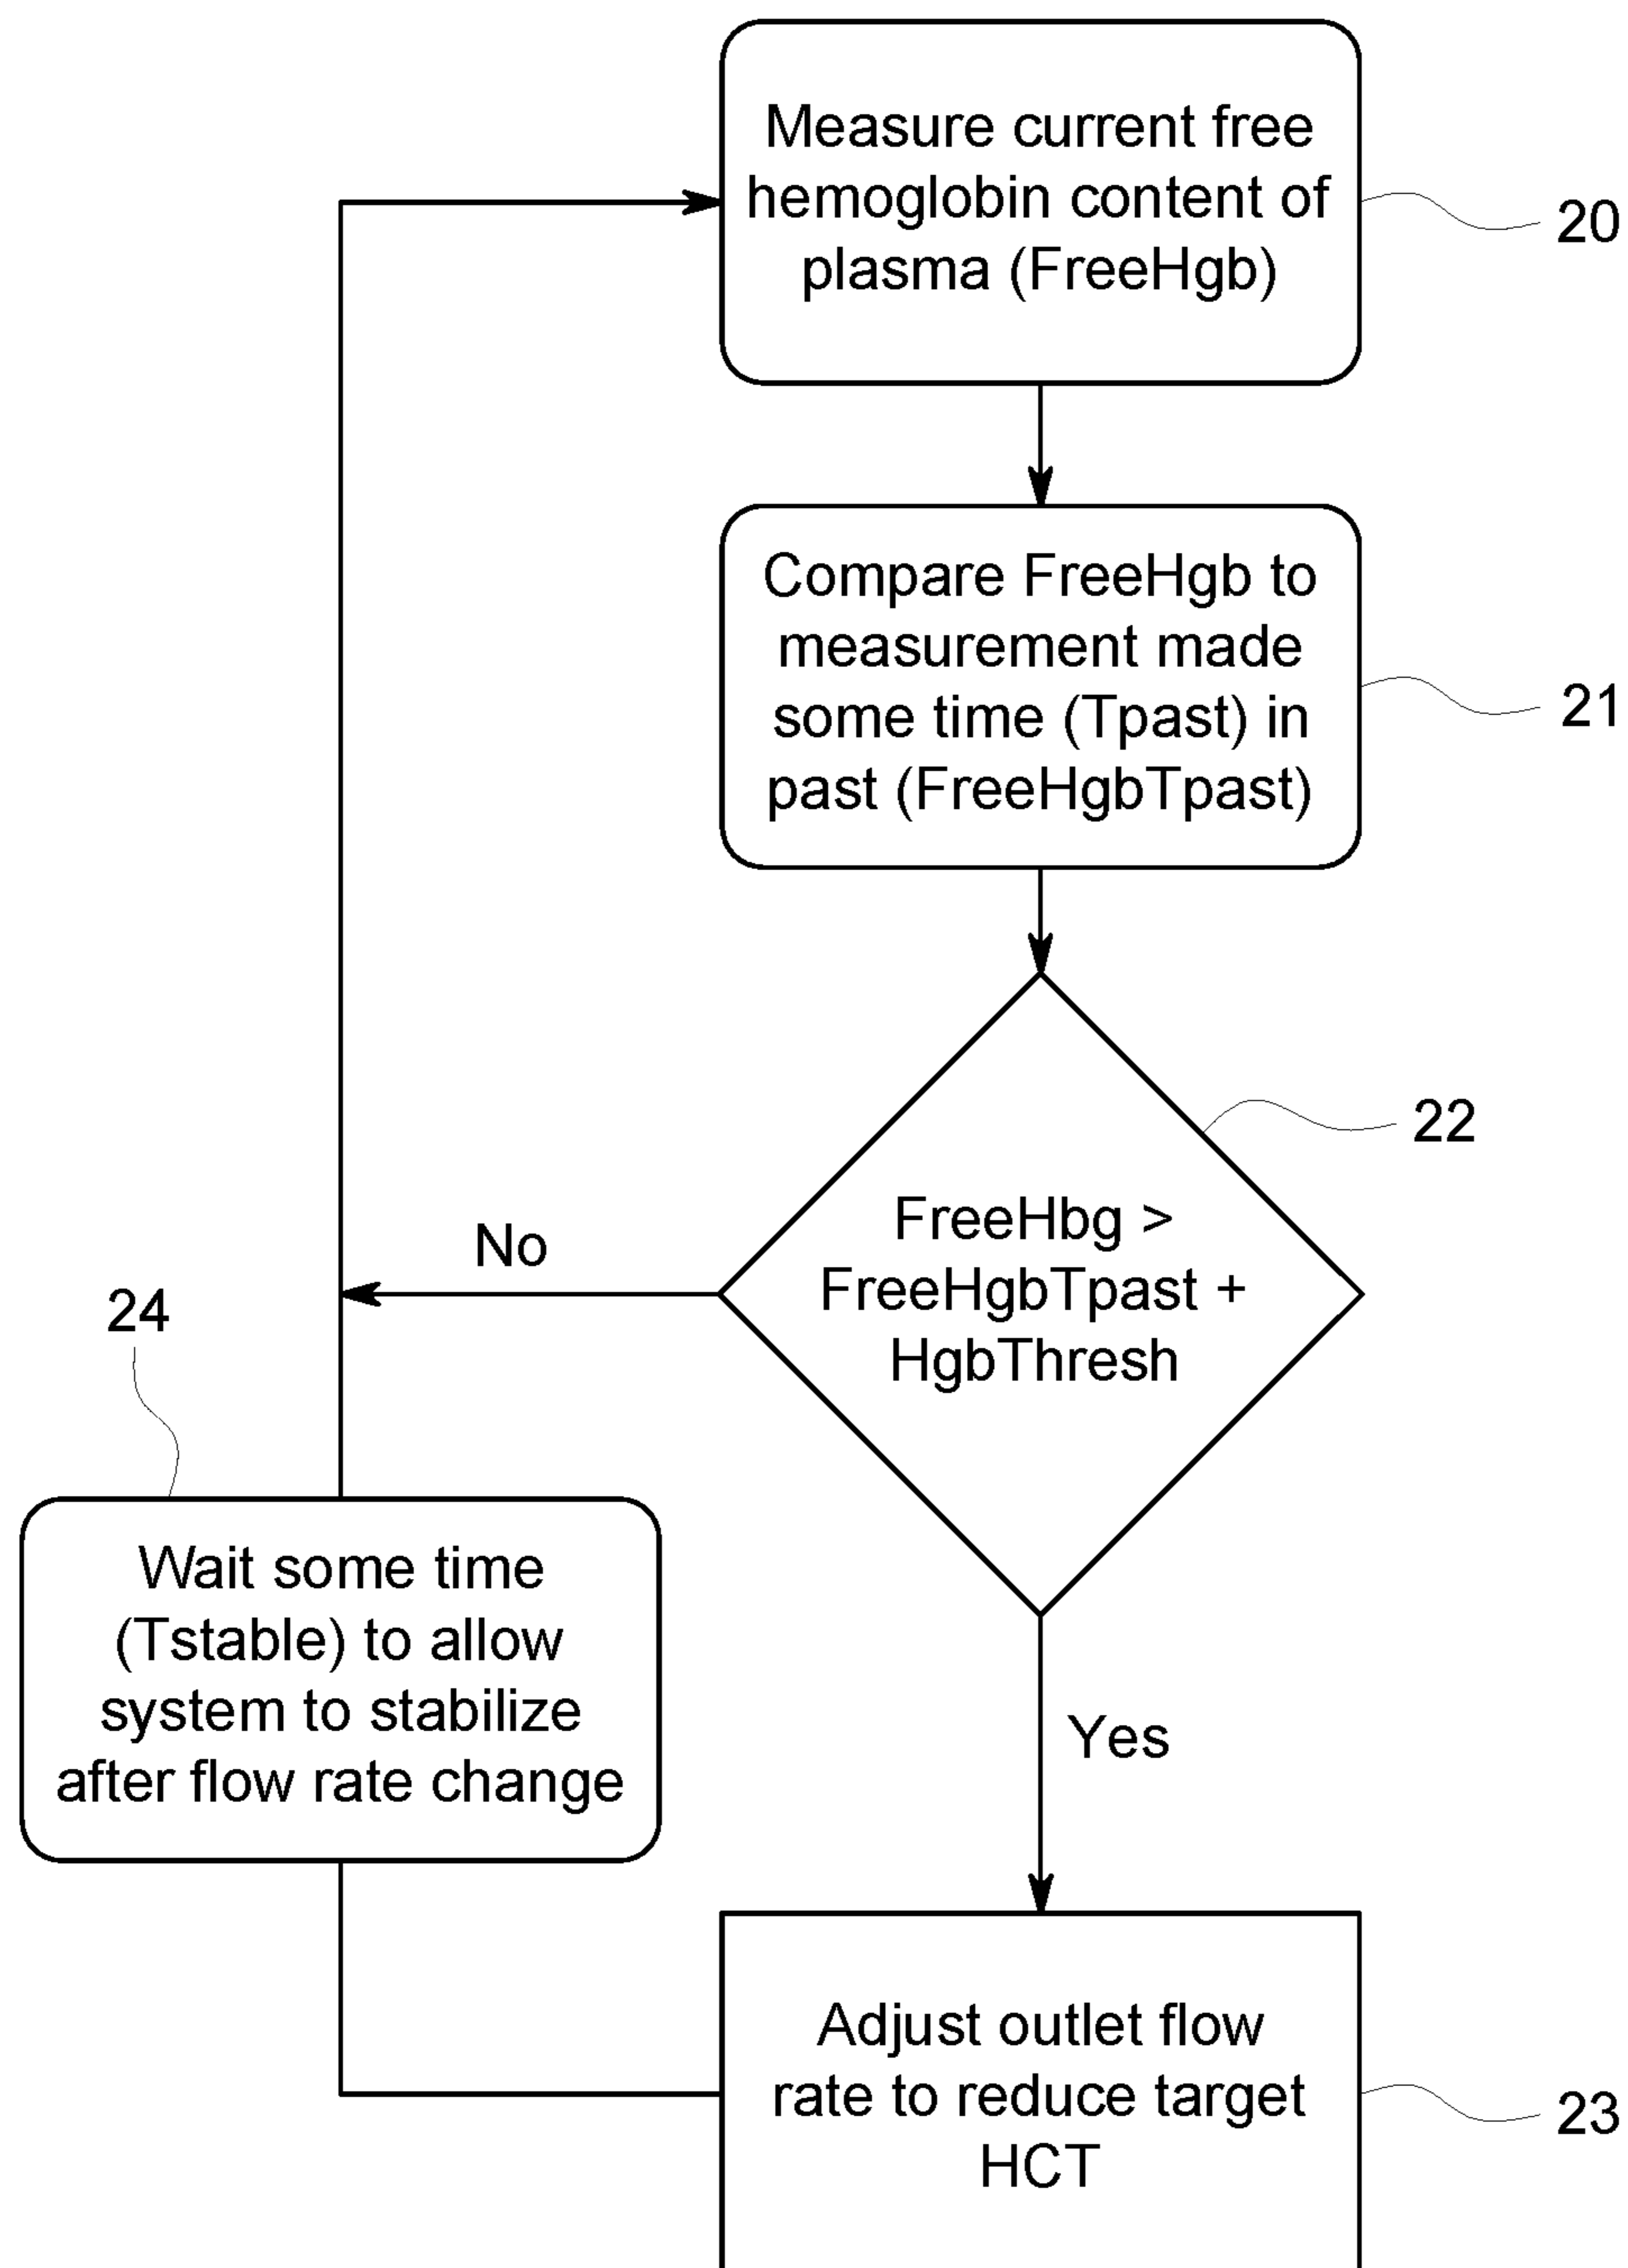 Measure current free
hemoglobin content of
plasma (FreeHgb)
20
Compare FreeHgb to
measurement made
some time (Tpast) in
past (FreeHgbTpast)
21
22
FreeHbg >
FreeHgbTpast +
HgbThresh
No
24
Wait some time
(Tstable) to allow
system to stabilize
after flow rate change
Yes
Adjust outlet flow
rate to reduce target
HCT
23